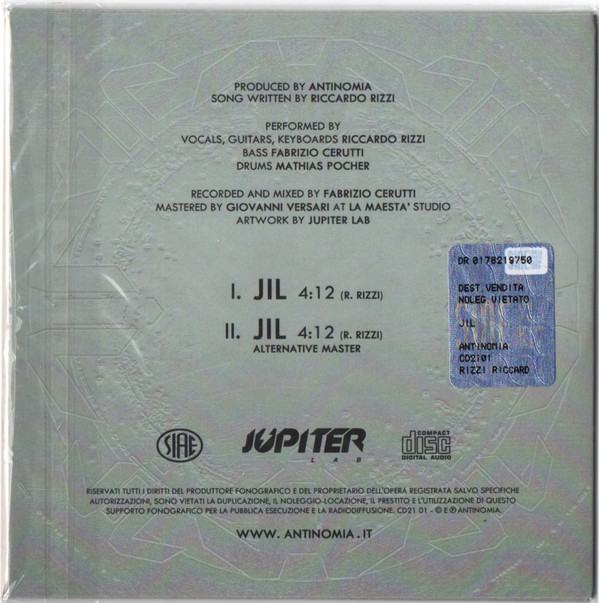 PRODUCED BY ANTINOMIA
SONG WRITTEN BY RICCARDO RIZZI
PERFORMED BY
VOCALS, GUITARS, KEYBOARDS RICCARDO RIZZI
BASS FABRIZIO CERUTTI
DRUMS MATHIAS POCHER
RECORDED AND MIXED BY FABRIZIO CERUTTI
MASTERED BY GIOVANNI VERSARI AT LA MAESTA' STUDIO
ARTWORK BY JUPITER LAB
I. JIL 4:12 (R. RIZZI)
II. JIL 4:12 (R. RIZZI)
ALTERNATIVE MASTER
DR 0178219750
DEST.VENDITA
NOLEG.VIETATO
JIL
ANTINOMIA
CD2101
RIZZI RICCARD
SIAE
JUPITER
LAB
COMPACT
disc
DIGITAL AUDIO
RISERVATI TUTTI I DIRITTI DEL PRODUTTORE FONOGRAFICO E DEL PROPRIETARIO DELL'OPERA REGISTRATA SALVO SPECIFICHE
AUTORIZZAZIONI, SONO VIETATI LA DUPLICAZIONE, IL NOLEGGIO-LOCAZIONE, IL PRESTITO E L'UTILIZZAZIONE DI QUESTO
SUPPORTO FONOGRAFICO PER LA PUBBLICA ESECUZIONE E LA RADIODIFFUSIONE. CD21 01 - © E ℗ ANTINOMIA.
WWW. ANTINOMIA.IT